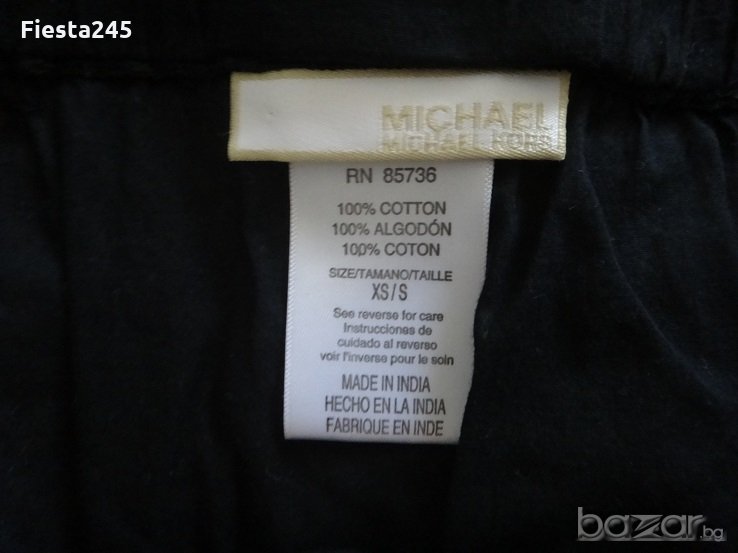 Fiesta245
MICHAEL
MICHAEL KORS
RN 85736
100% COTTON
100% ALGODÓN
100% COTON
SIZE/TAMANO/TAILLE
XS/S
See reverse for care
Instrucciones de
cuidado al reverso
voir l'inverse pour le soin
MADE IN INDIA
HECHO EN LA INDIA
FABRIQUE EN INDE
bazar.bg